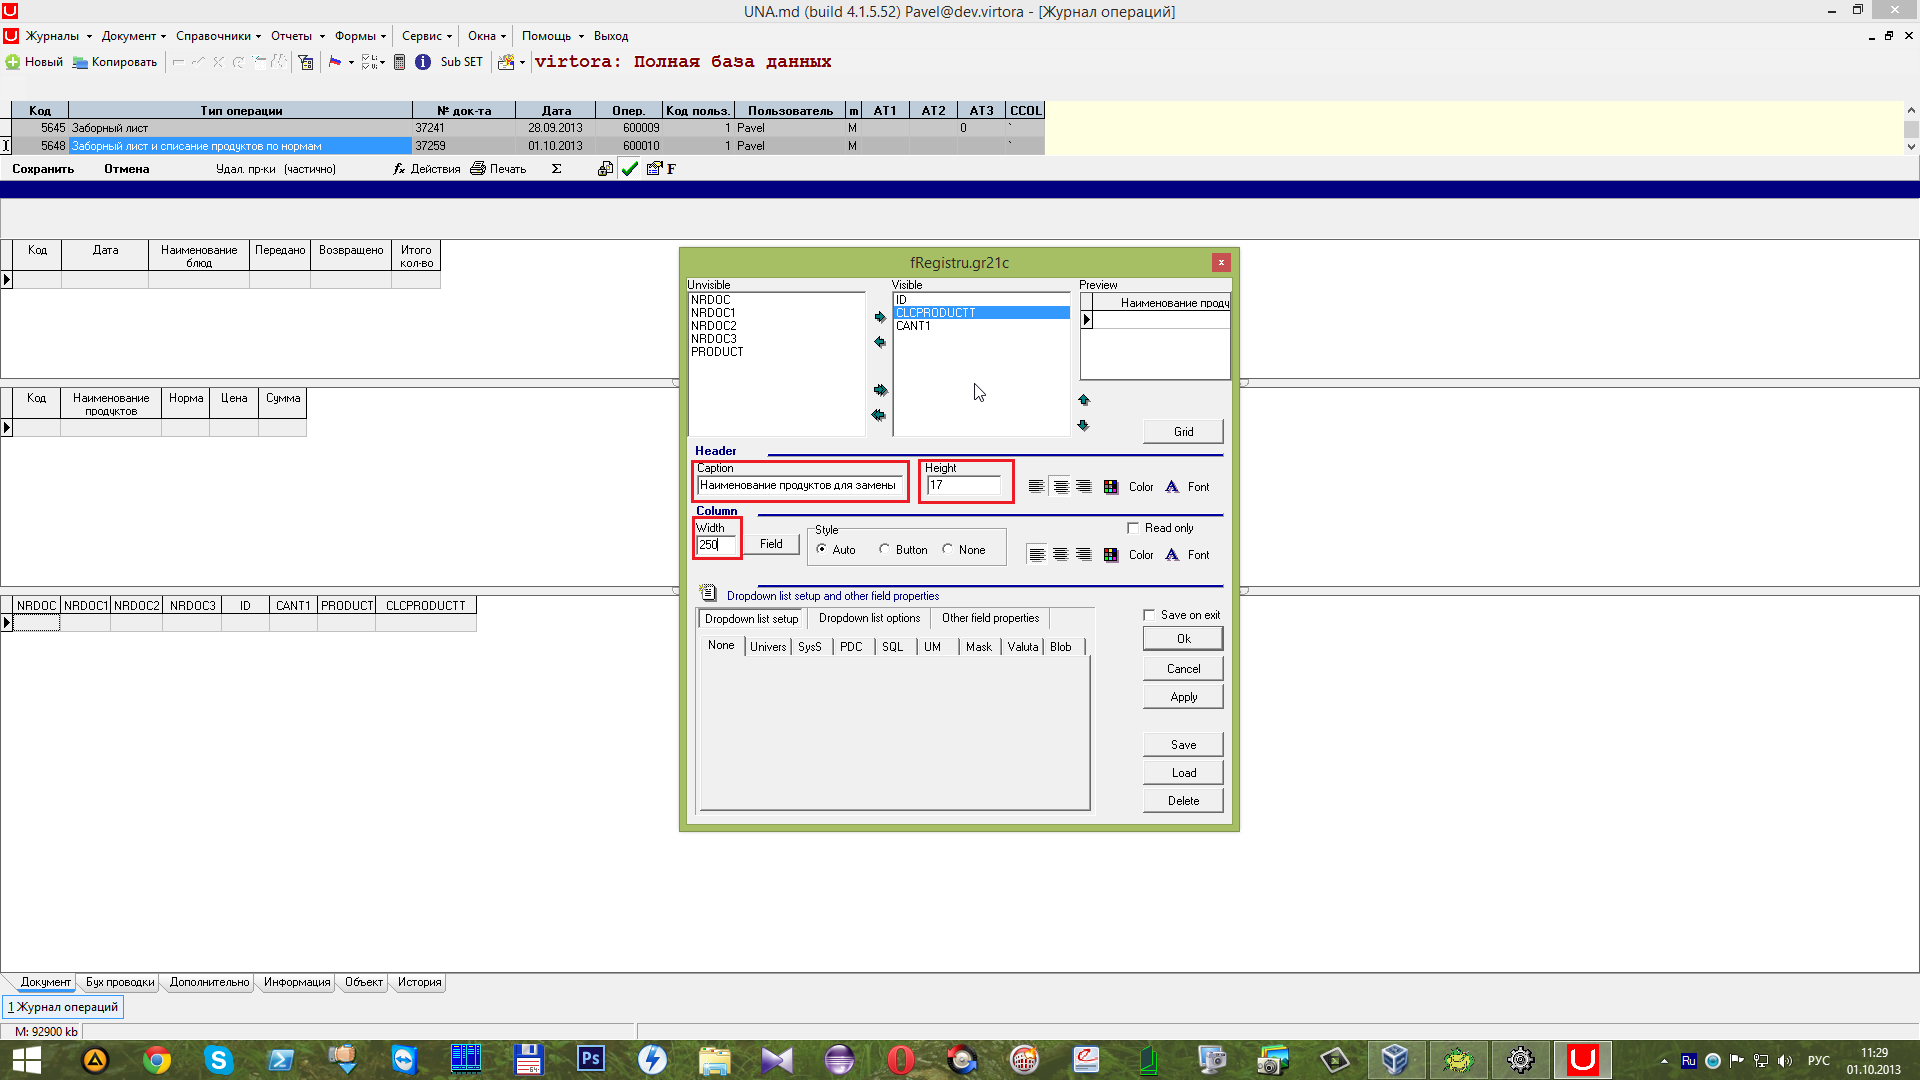 UNA.md (build 4.1.5.52) Pavel@dev.virtora - [Журнал операций]
Журналы Документ Справочники Отчеты Формы Сервис Окна Помощь Выход
Новый Копировать Sub SET virtora: Полная база данных
Код Тип операции № док-та Дата Опер. Код польз. Пользователь m AT1 AT2 AT3 CCOL
5645 Заборный лист 37241 28.09.2013 600009 1 Pavel M 0 `
5648 Заборный лист и списание продуктов по нормам 37259 01.10.2013 600010 1 Pavel M `
Сохранить Отмена Удал. пр-ки (частично) fx Действия Печать Σ F
Код Дата Наименование блюд Передано Возвращено Итого кол-во
fRegistru.gr21c
Unvisible Visible Preview
NRDOC
NRDOC1
NRDOC2
NRDOC3
PRODUCT
ID
CLCPRODUCTT
CANT1
Наименование проду
Grid
Код Наименование продуктов Норма Цена Сумма
Header
Caption Height
Наименование продуктов для замены 17 Color A Font
Column
Width Style Read only
250 Field Auto Button None Color A Font
Dropdown list setup and other field properties
Dropdown list setup Dropdown list options Other field properties
None Univers SysS PDC SQL UM Mask Valuta Blob
Save on exit
Ok
Cancel
Apply
Save
Load
Delete
NRDOC NRDOC1 NRDOC2 NRDOC3 ID CANT1 PRODUCT CLCPRODUCTT
Документ Бух проводки Дополнительно Информация Объект История
1 Журнал операций
M: 92900 kb
Ps Ru РУС 11:29
01.10.2013